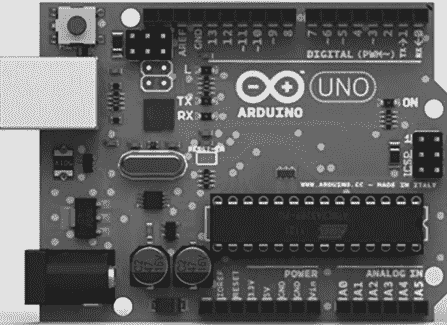 AREF
GND
13
12
~11
~10
~9
8
7
~6
~5
4
~3
2
TX→1
RX←0
DIGITAL (PWM~)
L
TX
RX
UNO
ARDUINO
ON
ICSP
WWW.ARDUINO.CC - MADE IN ITALY
POWER
ANALOG IN
IOREF
RESET
3.3V
5V
GND
GND
Vin
A0
A1
A2
A3
A4
A5